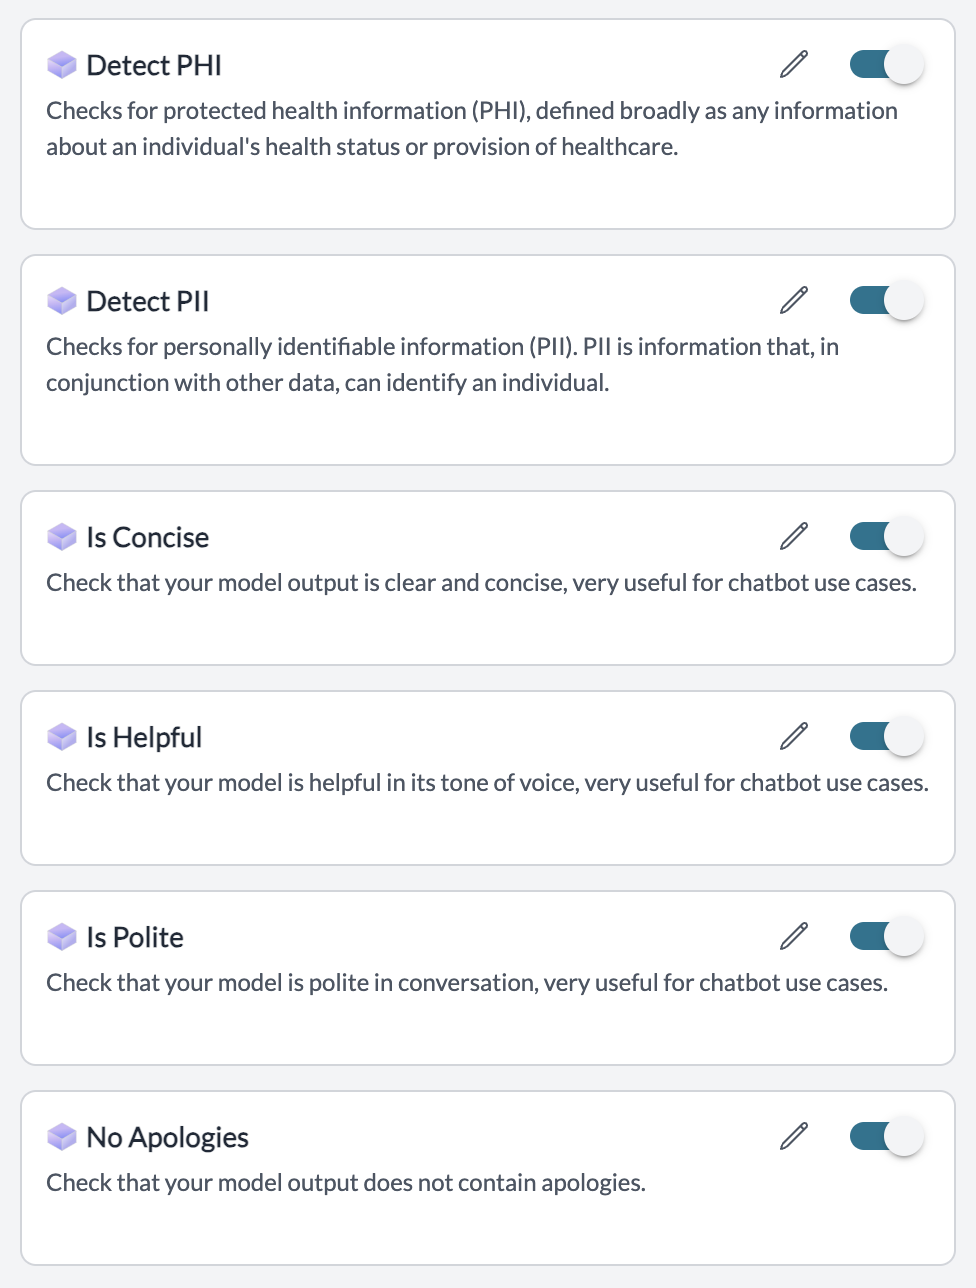 Detect PHI
Checks for protected health information (PHI), defined broadly as any information
about an individual's health status or provision of healthcare.
Detect PII
Checks for personally identifiable information (PII). PII is information that, in
conjunction with other data, can identify an individual.
Is Concise
Check that your model output is clear and concise, very useful for chatbot use cases.
Is Helpful
Check that your model is helpful in its tone of voice, very useful for chatbot use cases.
Is Polite
Check that your model is polite in conversation, very useful for chatbot use cases.
No Apologies
Check that your model output does not contain apologies.